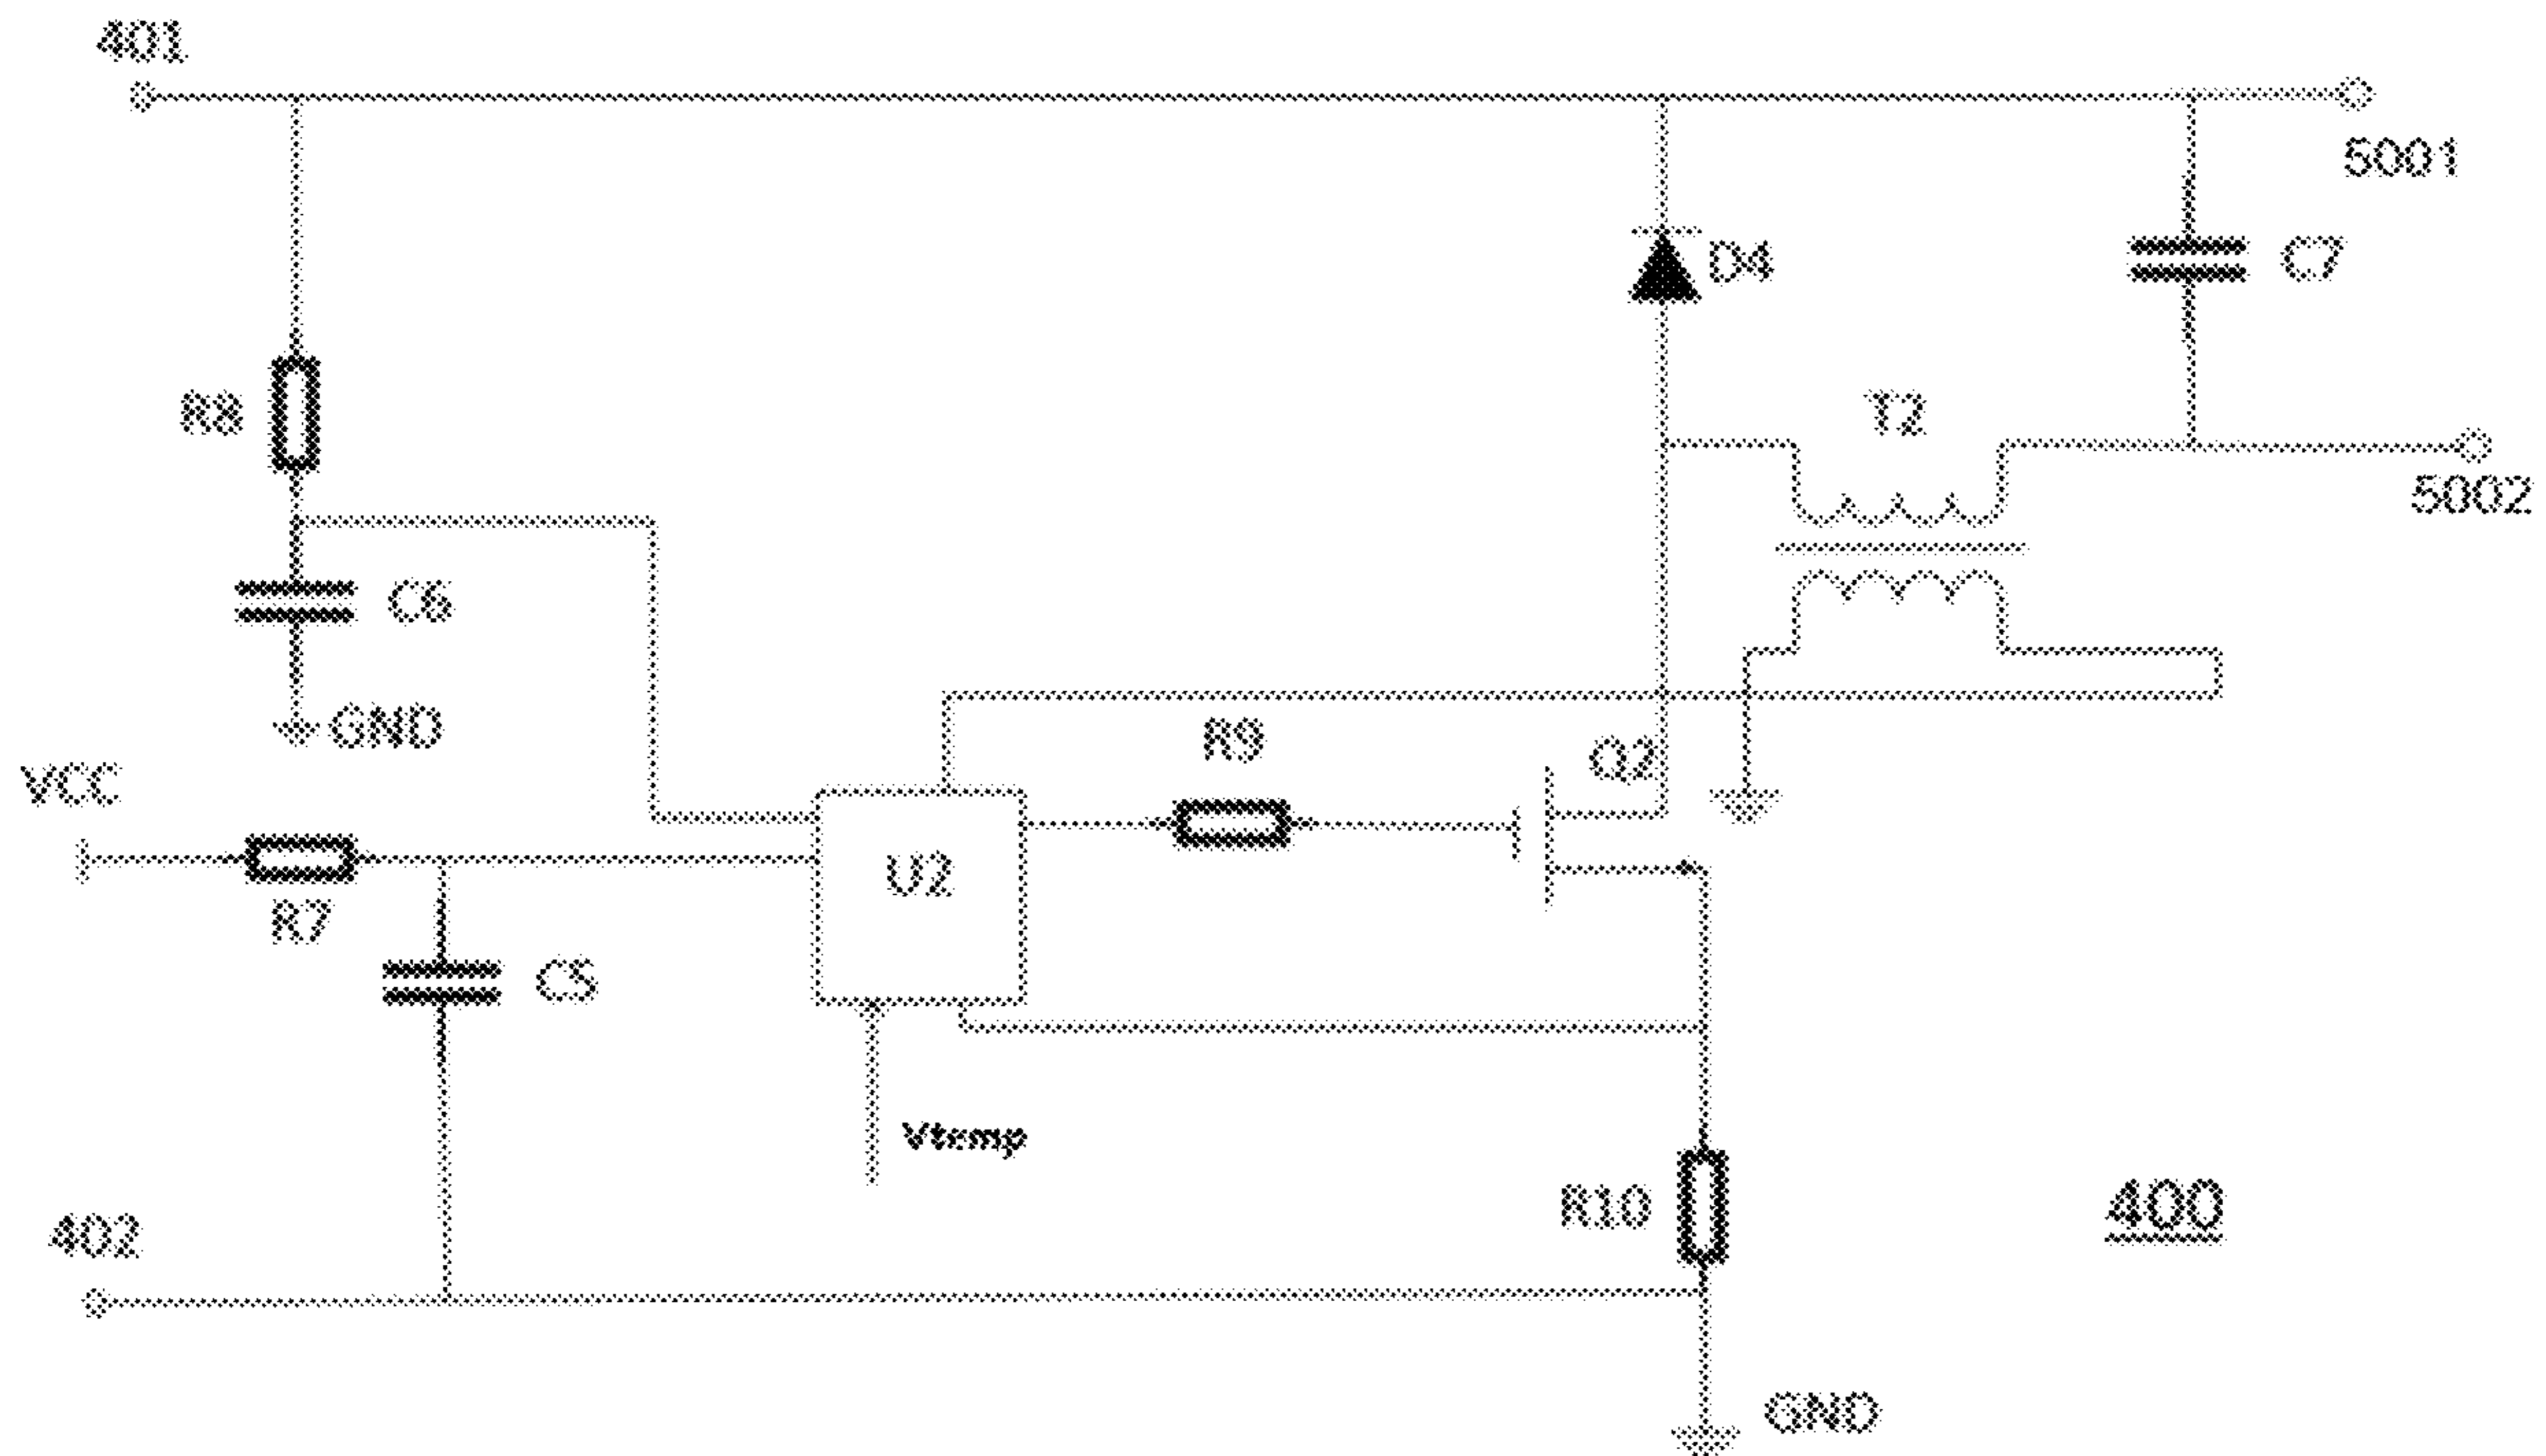 401
5001
D4
C7
R8
T2
5002
C6
GND
R9
Q2
VCC
U2
R7
C5
Vtemp
R10
400
402
GND